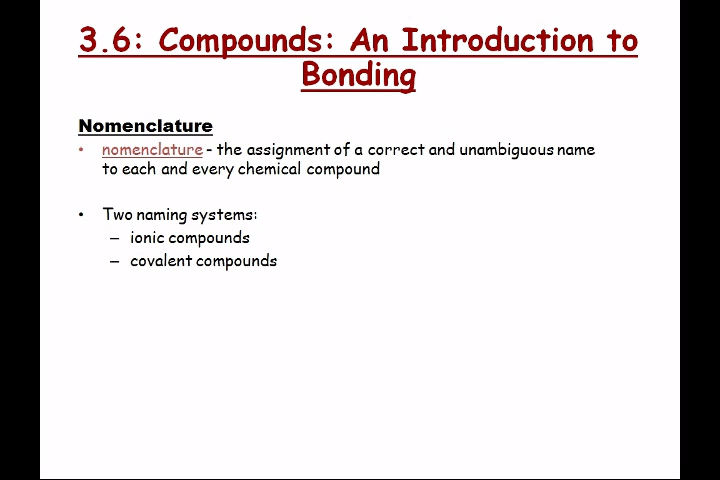 3.6: Compounds: An Introduction to
Bonding
Nomenclature
• nomenclature - the assignment of a correct and unambiguous name
to each and every chemical compound
• Two naming systems:
– ionic compounds
– covalent compounds